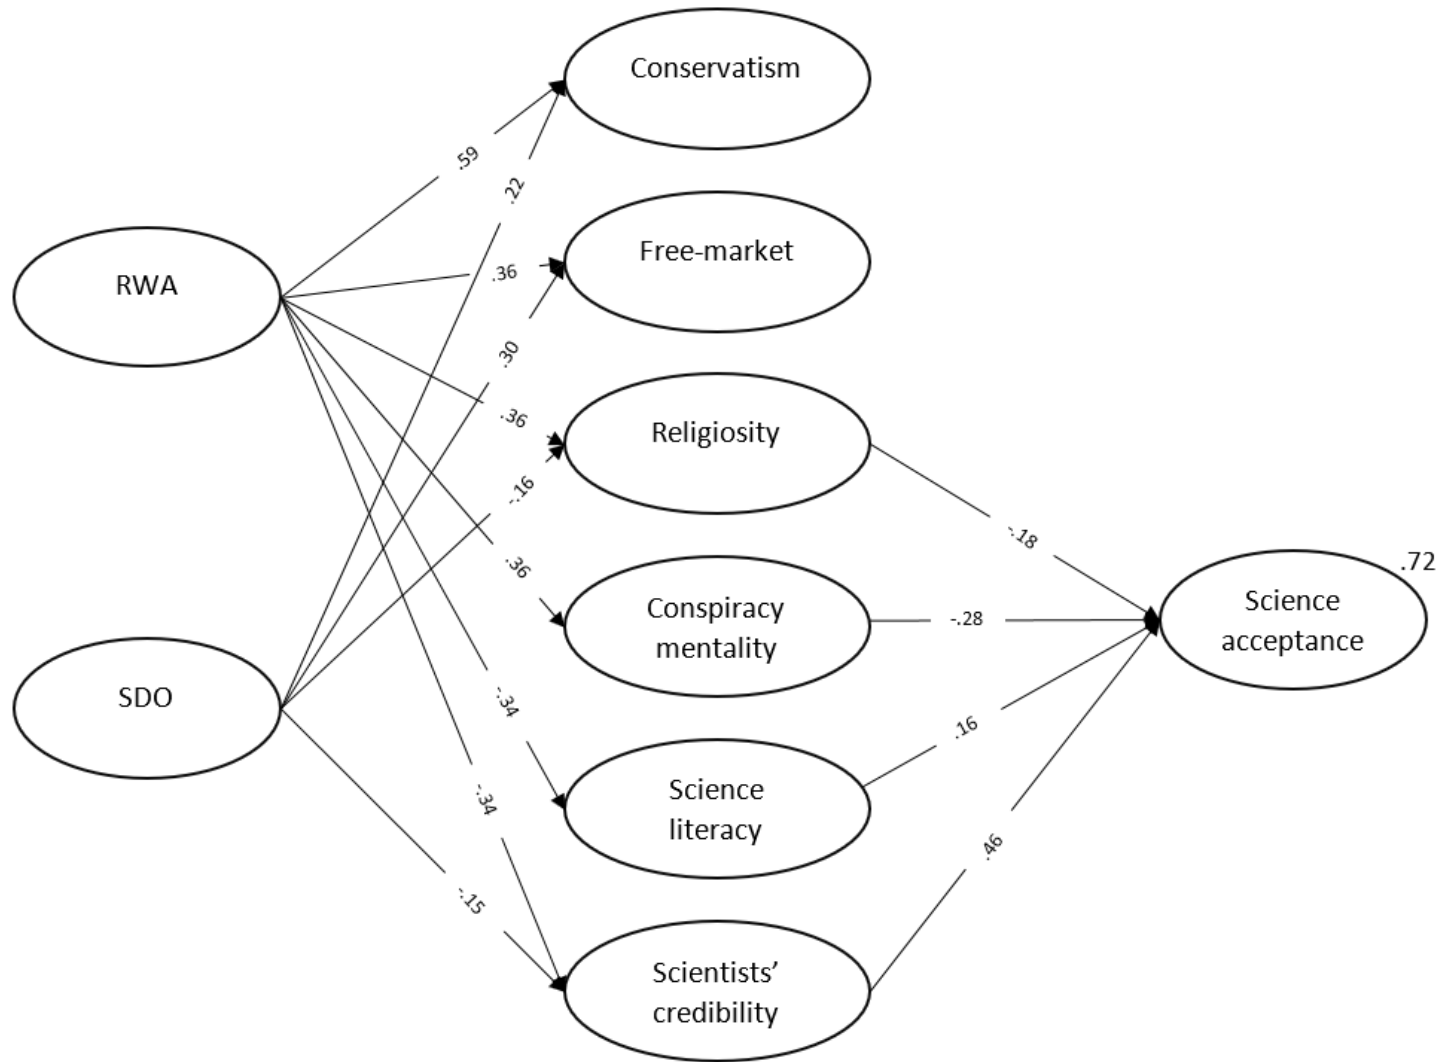 Conservatism
.59
.22
Free-market
RWA
.36
.30
.36
Religiosity
-.16
-.18
.36
.72
Conspiracy
mentality
-.28
Science
acceptance
SDO
-.34
.16
Science
literacy
-.34
.46
-.15
Scientists’
credibility